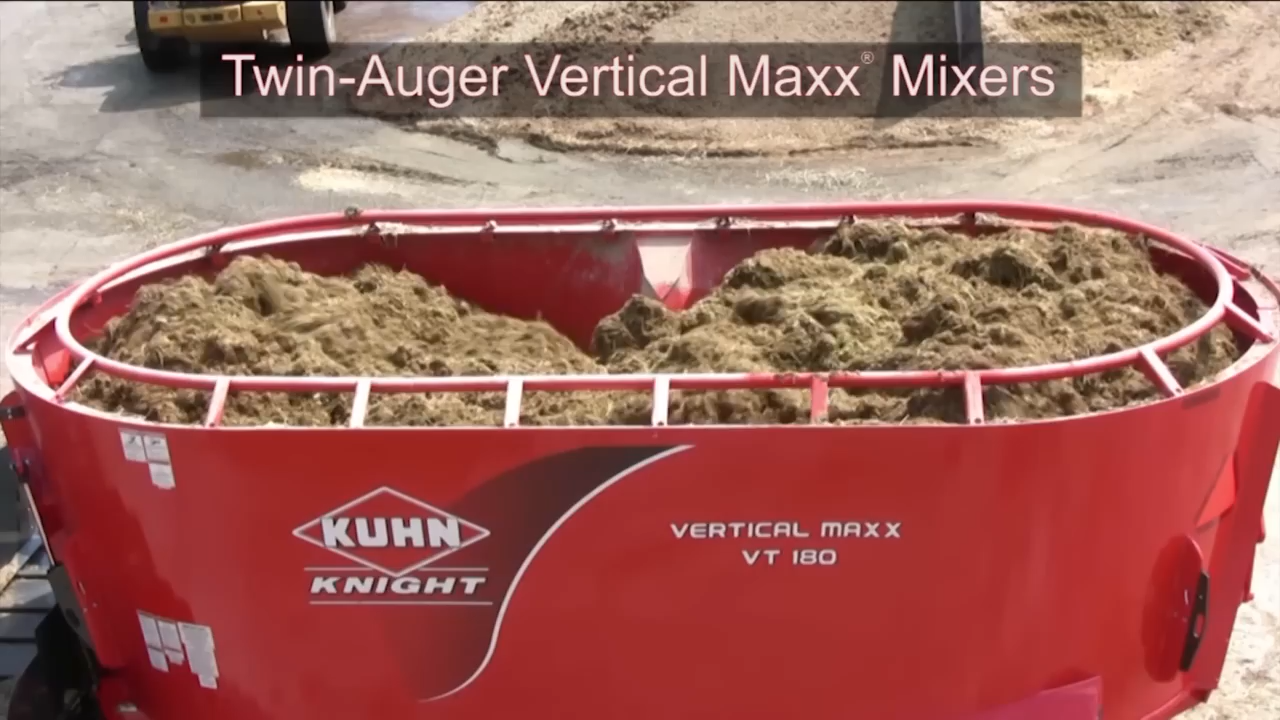 Twin-Auger Vertical Maxx® Mixers
KUHN
KNIGHT
VERTICAL MAXX
VT 180